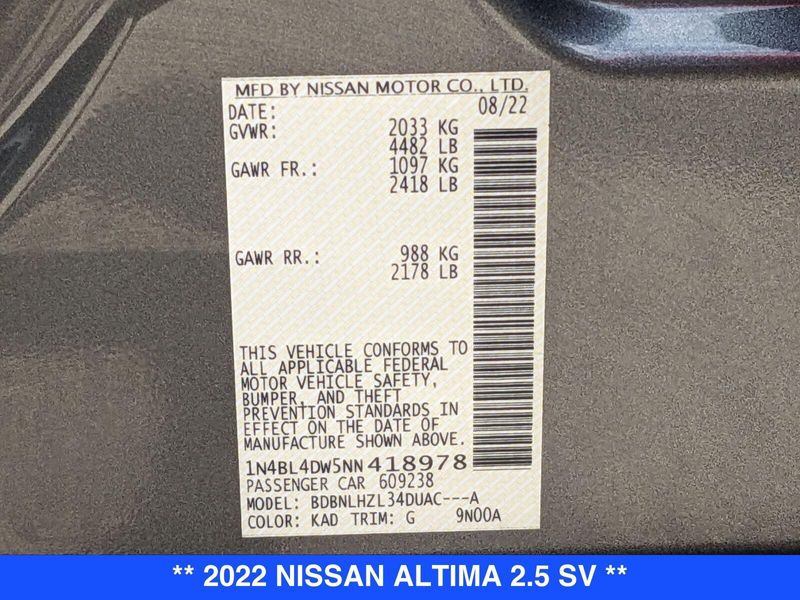 MFD BY NISSAN MOTOR CO., LTD.
DATE: 08/22
GVWR: 2033 KG
4482 LB
GAWR FR.: 1097 KG
2418 LB
GAWR RR.: 988 KG
2178 LB
THIS VEHICLE CONFORMS TO
ALL APPLICABLE FEDERAL
MOTOR VEHICLE SAFETY,
BUMPER, AND THEFT
PREVENTION STANDARDS IN
EFFECT ON THE DATE OF
MANUFACTURE SHOWN ABOVE.
1N4BL4DW5NN418978
PASSENGER CAR 609238
MODEL: BDBNLHZL34DUAC---A
COLOR: KAD TRIM: G 9N00A
** 2022 NISSAN ALTIMA 2.5 SV **